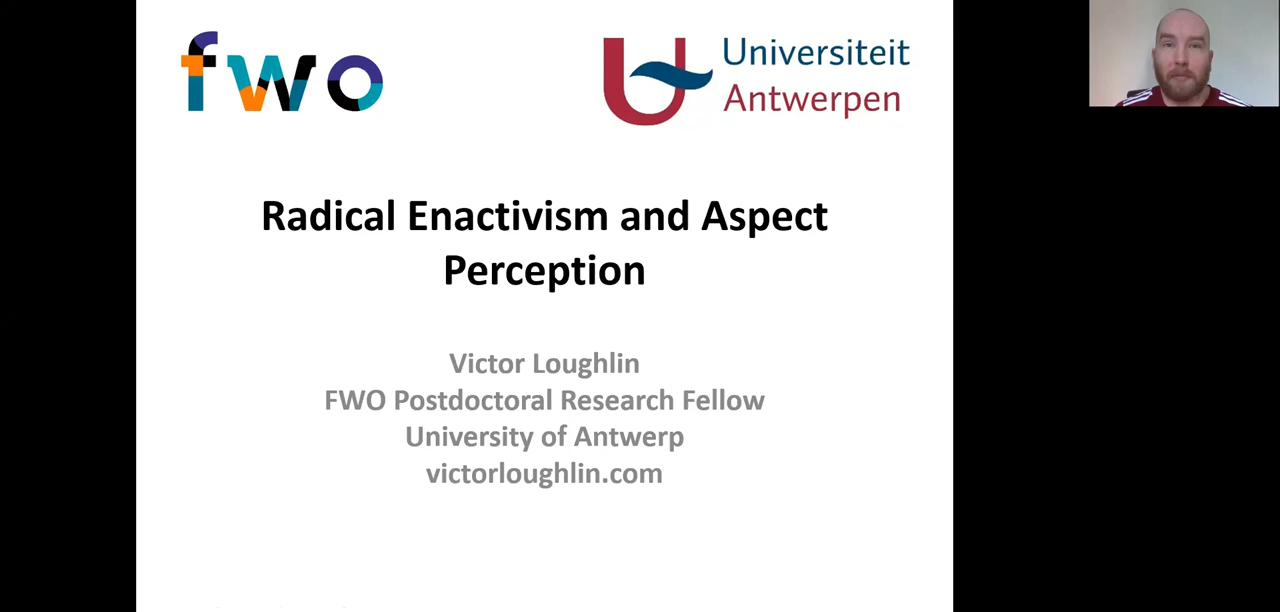 fwo
Universiteit
Antwerpen
Radical Enactivism and Aspect
Perception
Victor Loughlin
FWO Postdoctoral Research Fellow
University of Antwerp
victorloughlin.com